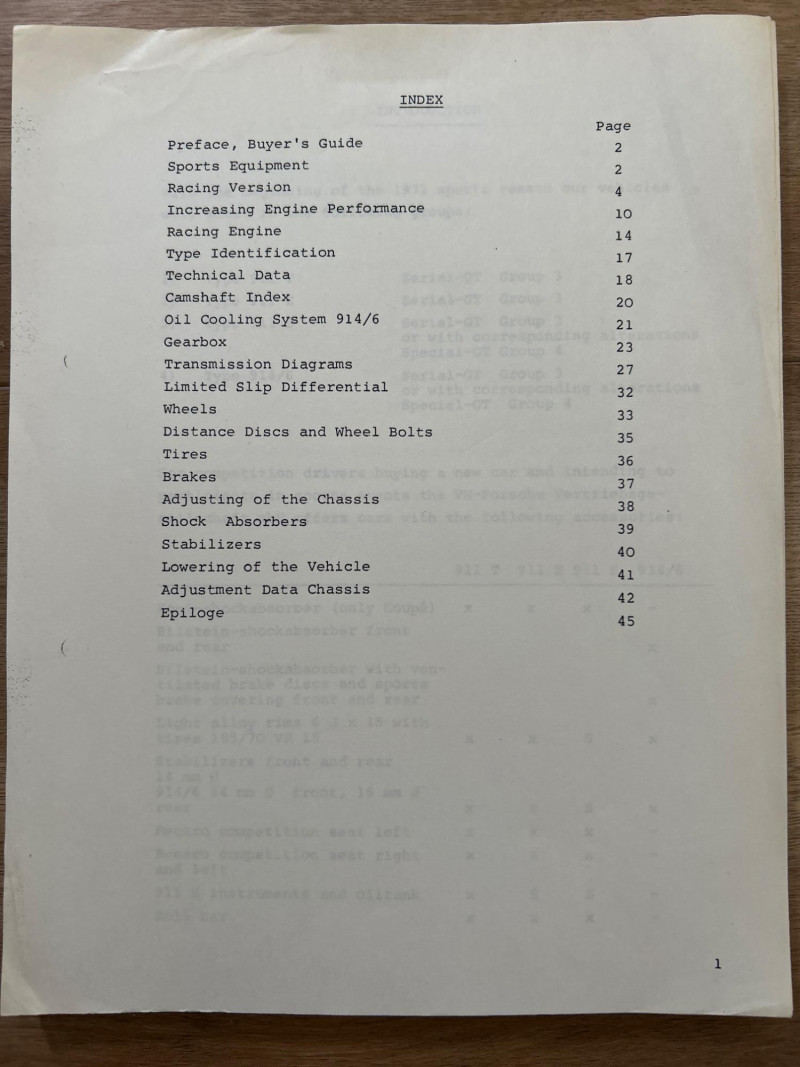 INDEX
Page
Preface, Buyer's Guide 2
Sports Equipment 2
Racing Version 4
Increasing Engine Performance 10
Racing Engine 14
Type Identification 17
Technical Data 18
Camshaft Index 20
Oil Cooling System 914/6 21
Gearbox 23
Transmission Diagrams 27
Limited Slip Differential 32
Wheels 33
Distance Discs and Wheel Bolts 35
Tires 36
Brakes 37
Adjusting of the Chassis 38
Shock Absorbers 39
Stabilizers 40
Lowering of the Vehicle 41
Adjustment Data Chassis 42
Epiloge 45
1